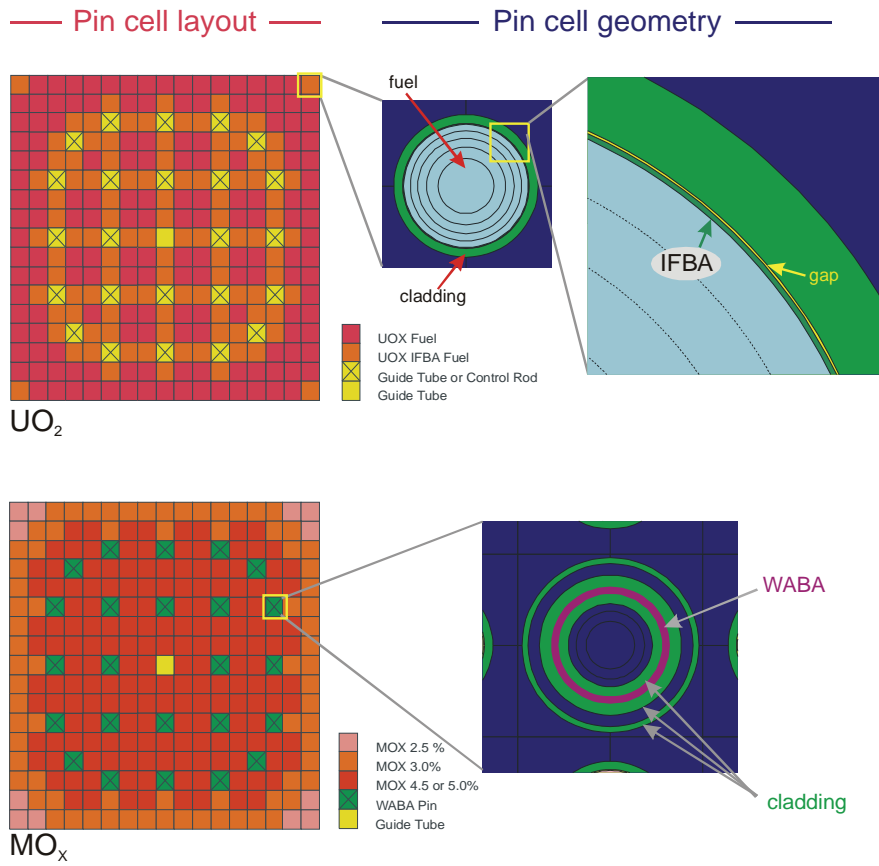 Pin cell layout
Pin cell geometry
fuel
cladding
IFBA
gap
UOX Fuel
UOX IFBA Fuel
Guide Tube or Control Rod
Guide Tube
UO2
WABA
MOX 2.5 %
MOX 3.0%
MOX 4.5 or 5.0%
WABA Pin
Guide Tube
cladding
MOX